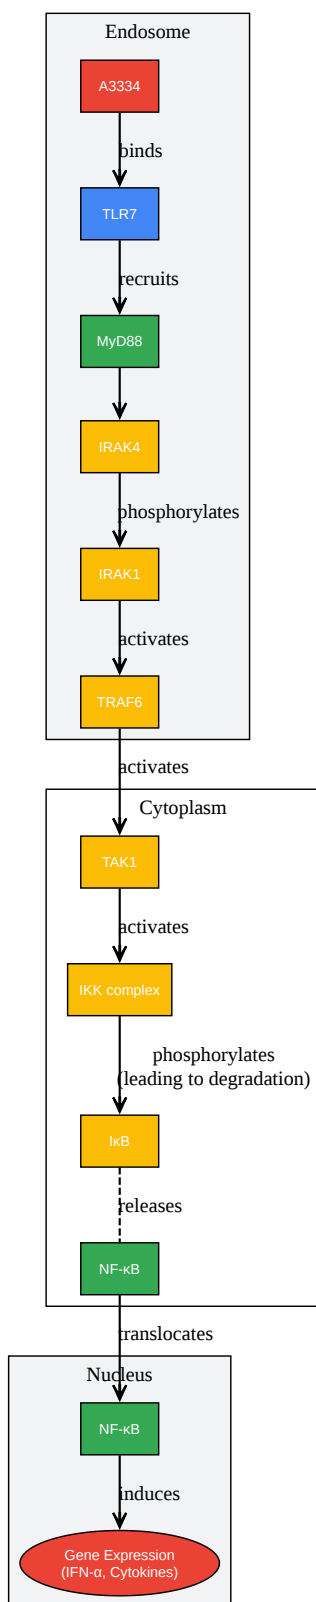 Endosome
A3334
binds
TLR7
recruits
MyD88
IRAK4
phosphorylates
IRAK1
activates
TRAF6
activates
Cytoplasm
TAK1
activates
IKK complex
phosphorylates
(leading to degradation)
IκB
releases
NF-κB
translocates
Nucleus
NF-κB
induces
Gene Expression
(IFN-α, Cytokines)